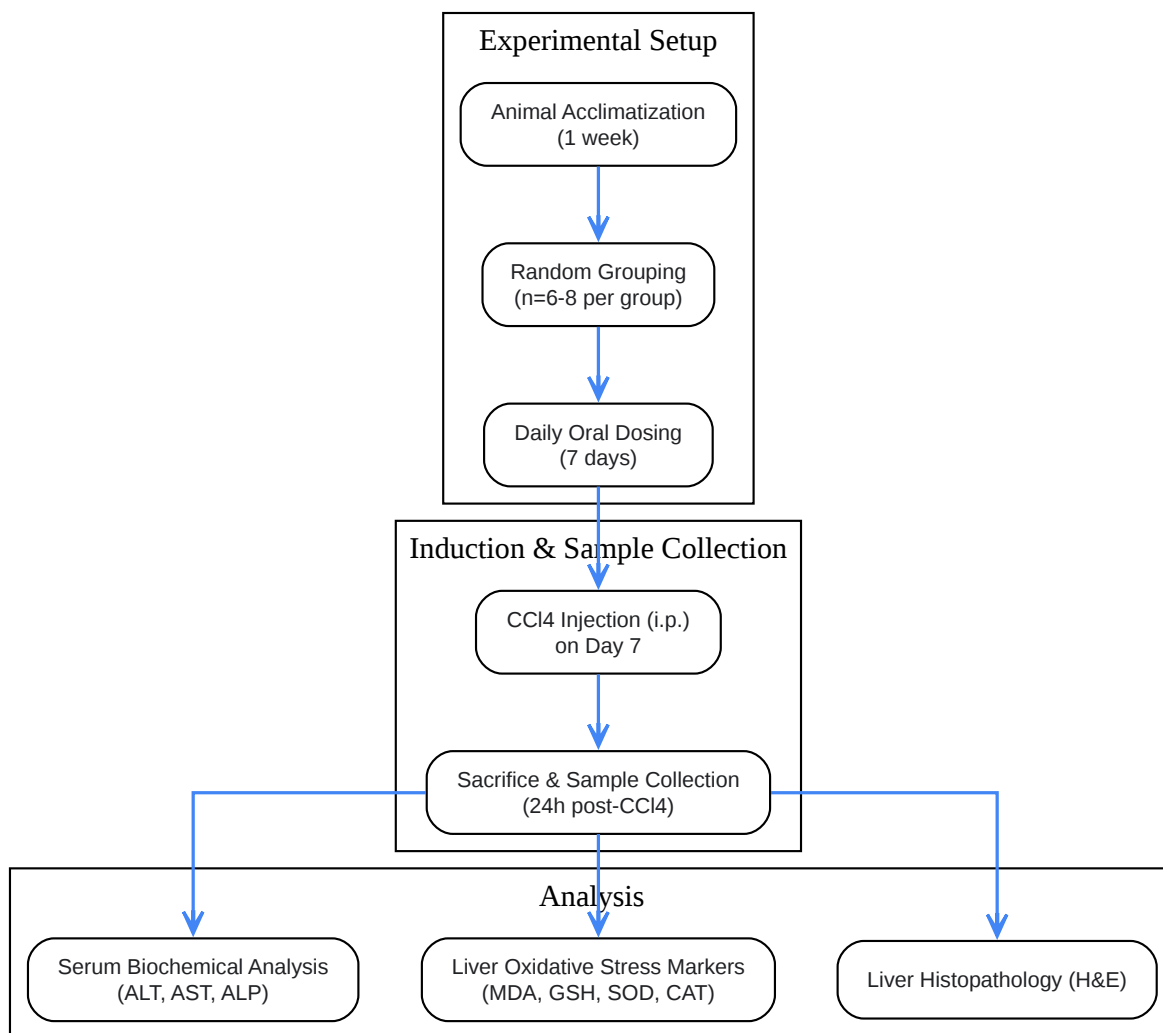 Experimental Setup
Animal Acclimatization
(1 week)
Random Grouping
(n=6-8 per group)
Daily Oral Dosing
(7 days)
Induction & Sample Collection
CCl4 Injection (i.p.)
on Day 7
Sacrifice & Sample Collection
(24h post-CCl4)
Analysis
Serum Biochemical Analysis
(ALT, AST, ALP)
Liver Oxidative Stress Markers
(MDA, GSH, SOD, CAT)
Liver Histopathology (H&E)